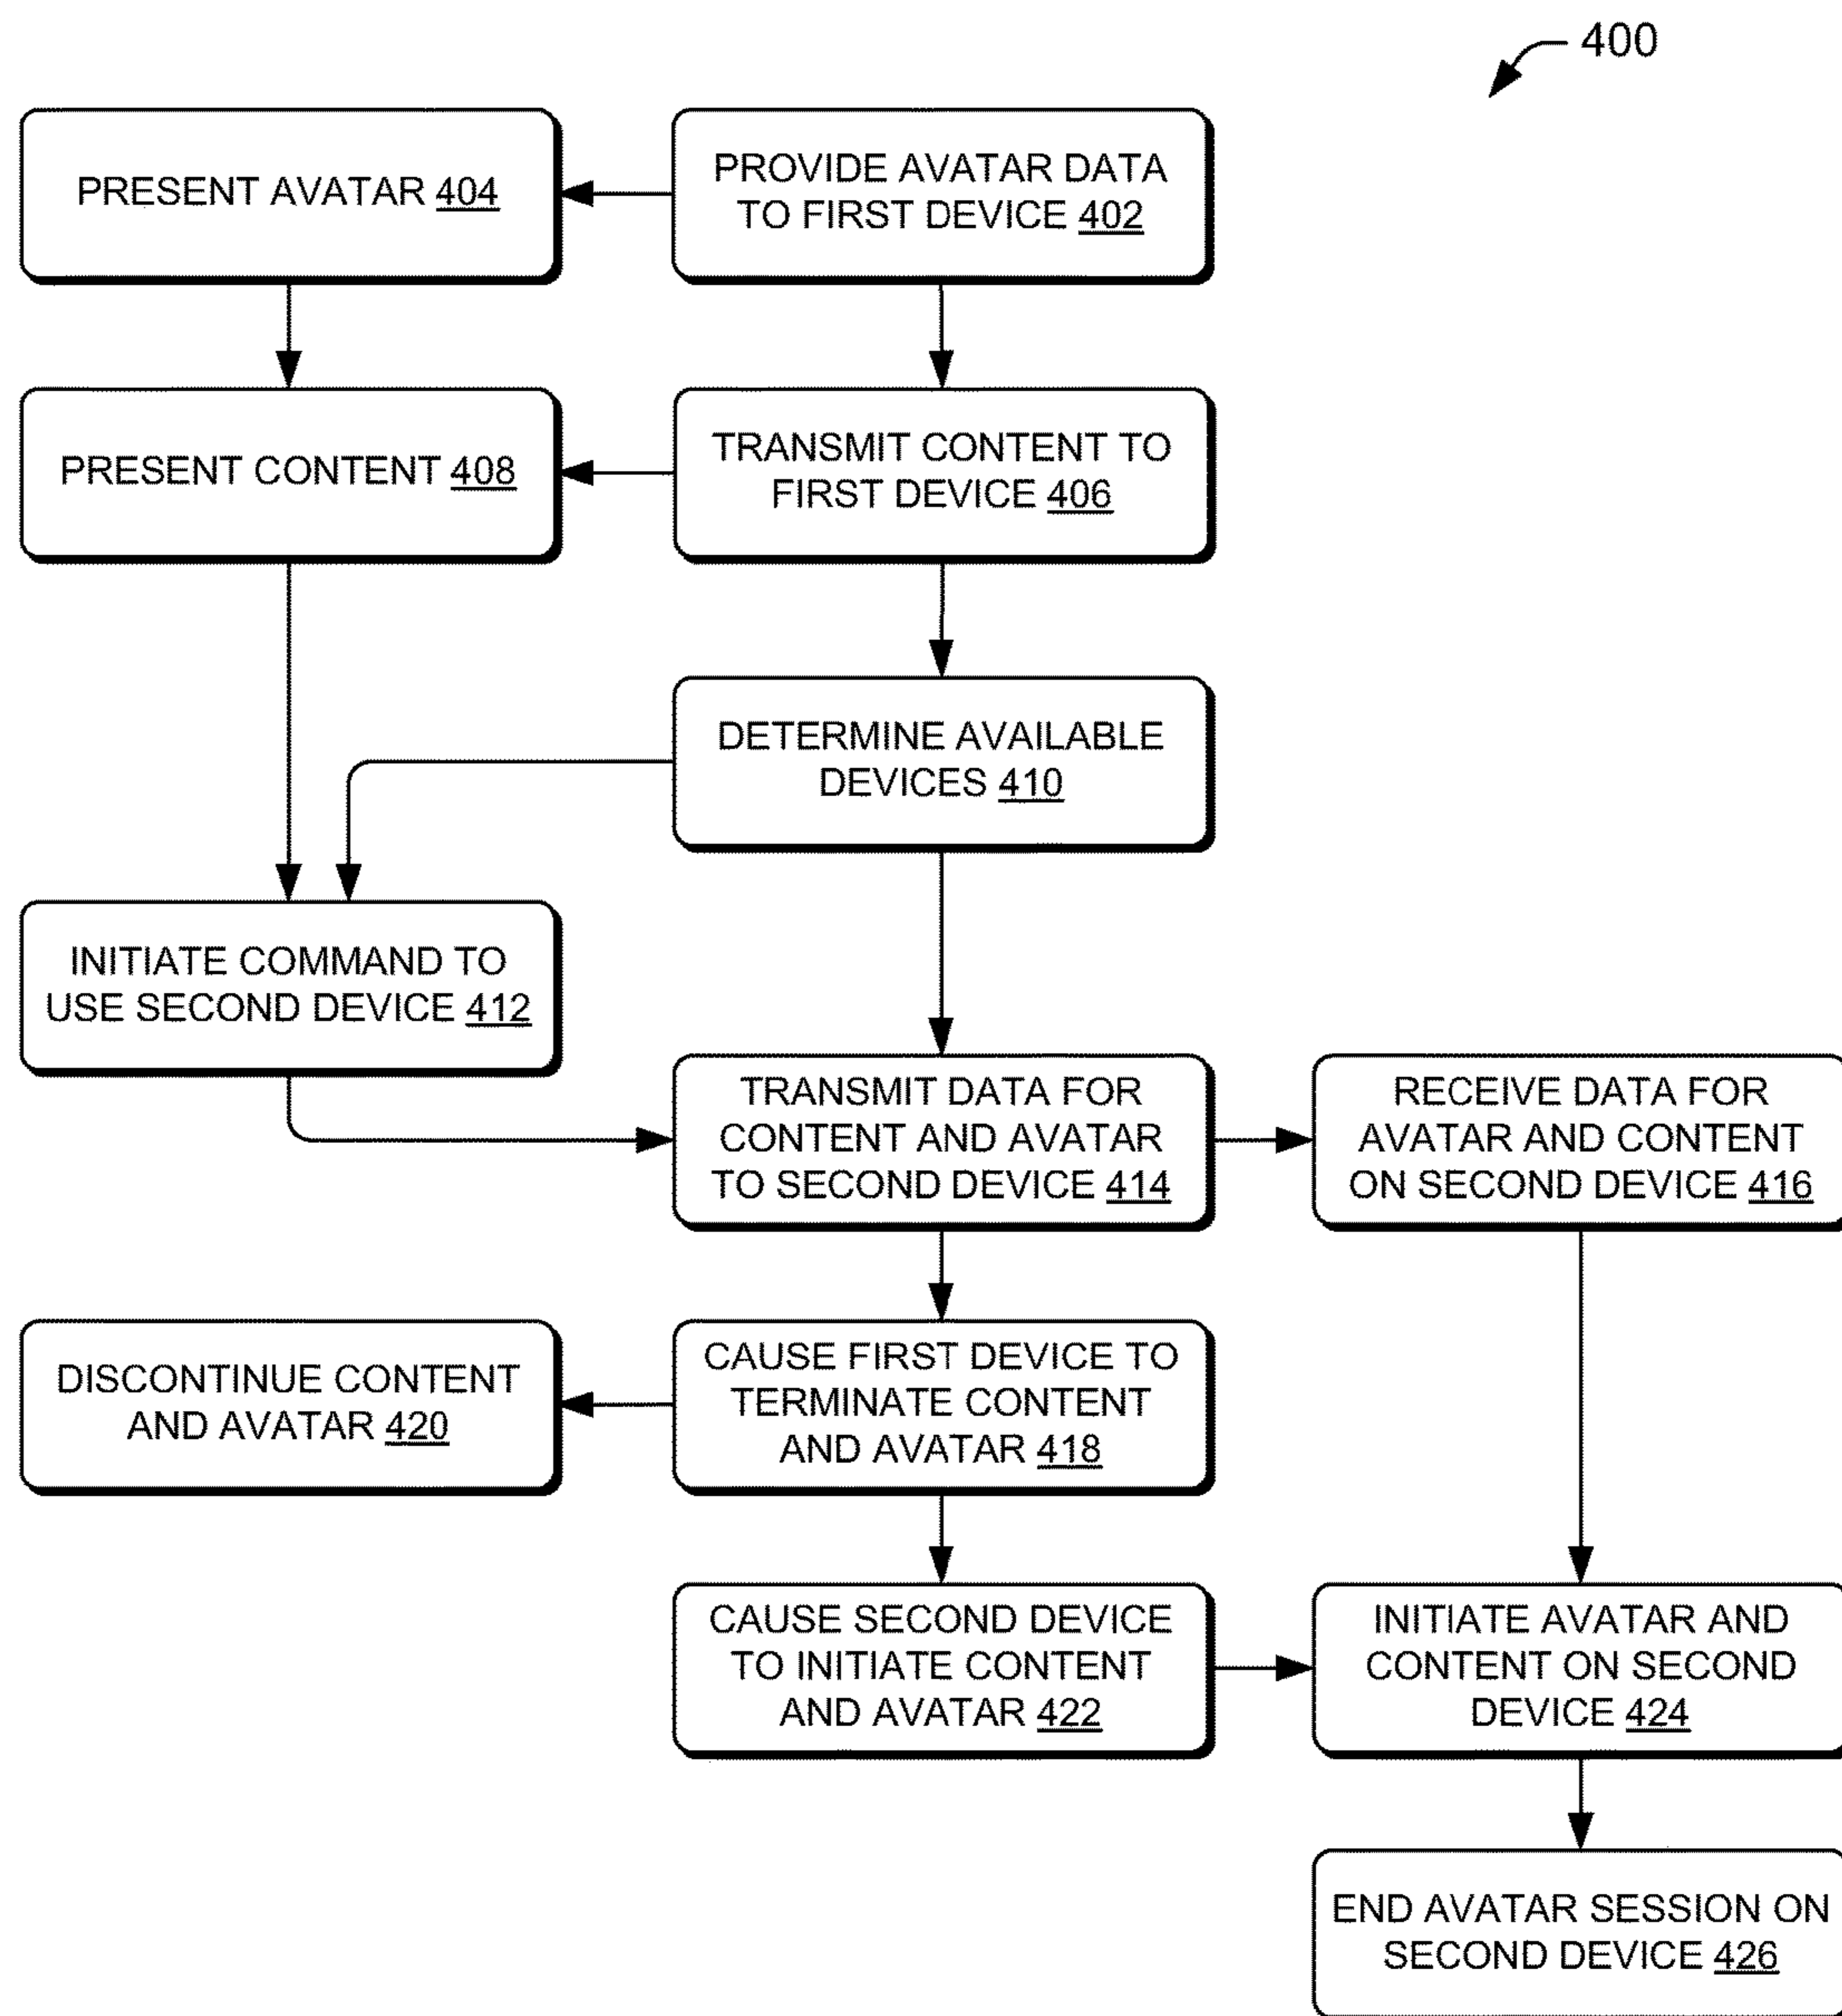 400
PRESENT AVATAR 404
PROVIDE AVATAR DATA
TO FIRST DEVICE 402
PRESENT CONTENT 408
TRANSMIT CONTENT TO
FIRST DEVICE 406
DETERMINE AVAILABLE
DEVICES 410
INITIATE COMMAND TO
USE SECOND DEVICE 412
TRANSMIT DATA FOR
CONTENT AND AVATAR
TO SECOND DEVICE 414
RECEIVE DATA FOR
AVATAR AND CONTENT
ON SECOND DEVICE 416
DISCONTINUE CONTENT
AND AVATAR 420
CAUSE FIRST DEVICE TO
TERMINATE CONTENT
AND AVATAR 418
CAUSE SECOND DEVICE
TO INITIATE CONTENT
AND AVATAR 422
INITIATE AVATAR AND
CONTENT ON SECOND
DEVICE 424
END AVATAR SESSION ON
SECOND DEVICE 426